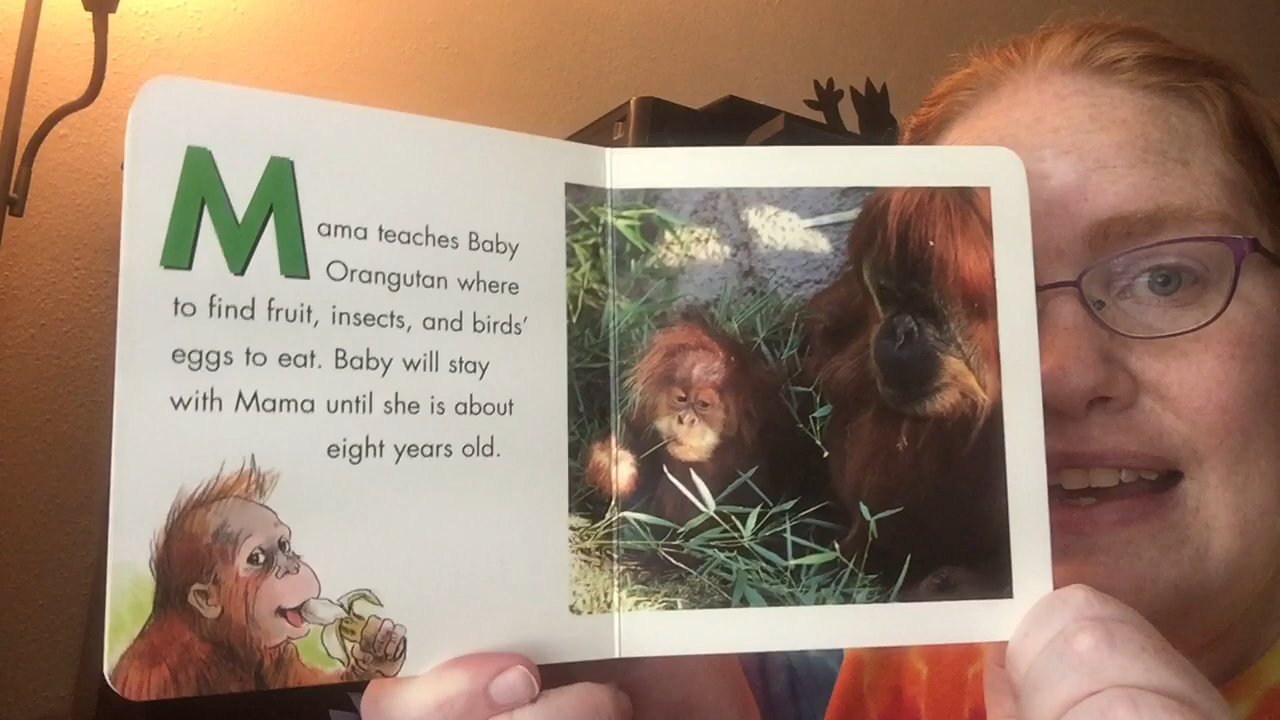 Mama teaches Baby
Orangutan where
to find fruit, insects, and birds'
eggs to eat. Baby will stay
with Mama until she is about
eight years old.